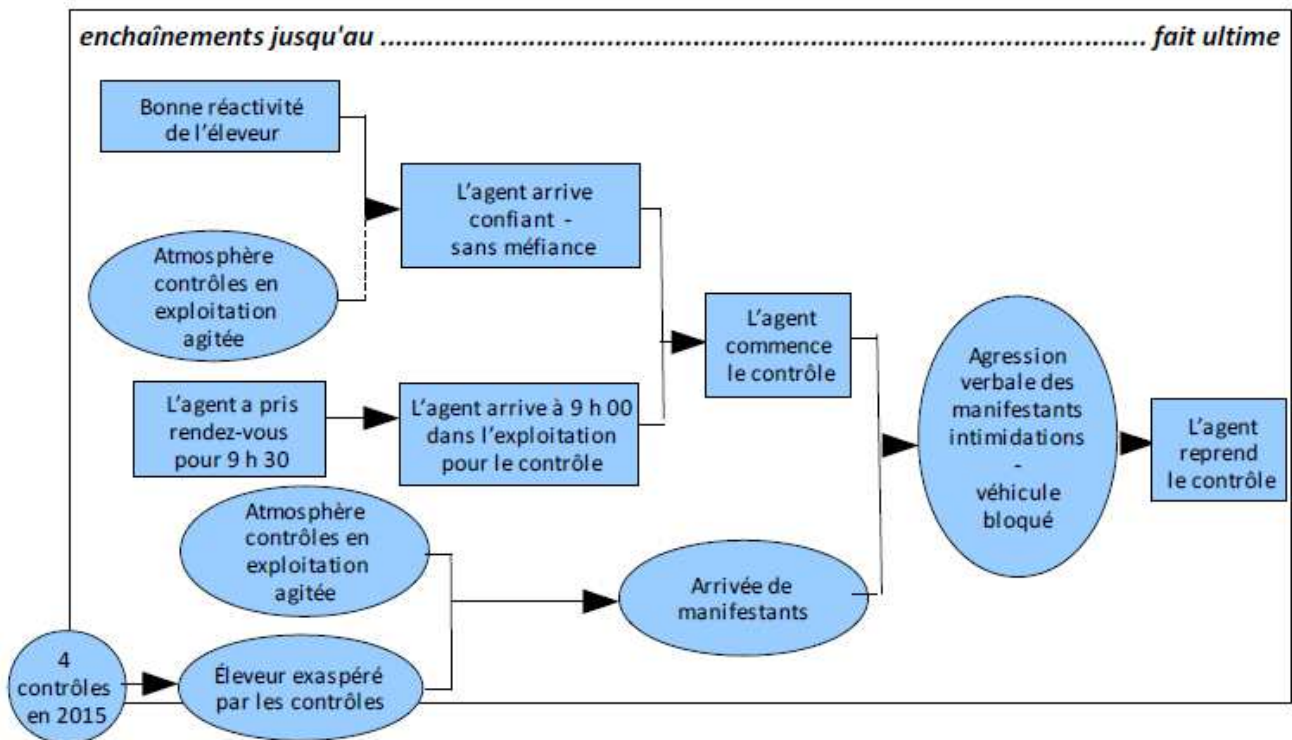 enchaînements jusqu'au ........................................................................................................ fait ultime
Bonne réactivité
de l'éleveur
Atmosphère
contrôles en
exploitation
agitée
L'agent arrive
confiant -
sans méfiance
L'agent a pris
rendez-vous
pour 9 h 30
L'agent arrive à 9 h 00
dans l'exploitation
pour le contrôle
L'agent
commence
le contrôle
Atmosphère
contrôles en
exploitation
agitée
4
contrôles
en 2015
Éleveur exaspéré
par les contrôles
Arrivée de
manifestants
Agression
verbale des
manifestants
intimidations
-
véhicule
bloqué
L'agent
reprend
le contrôle